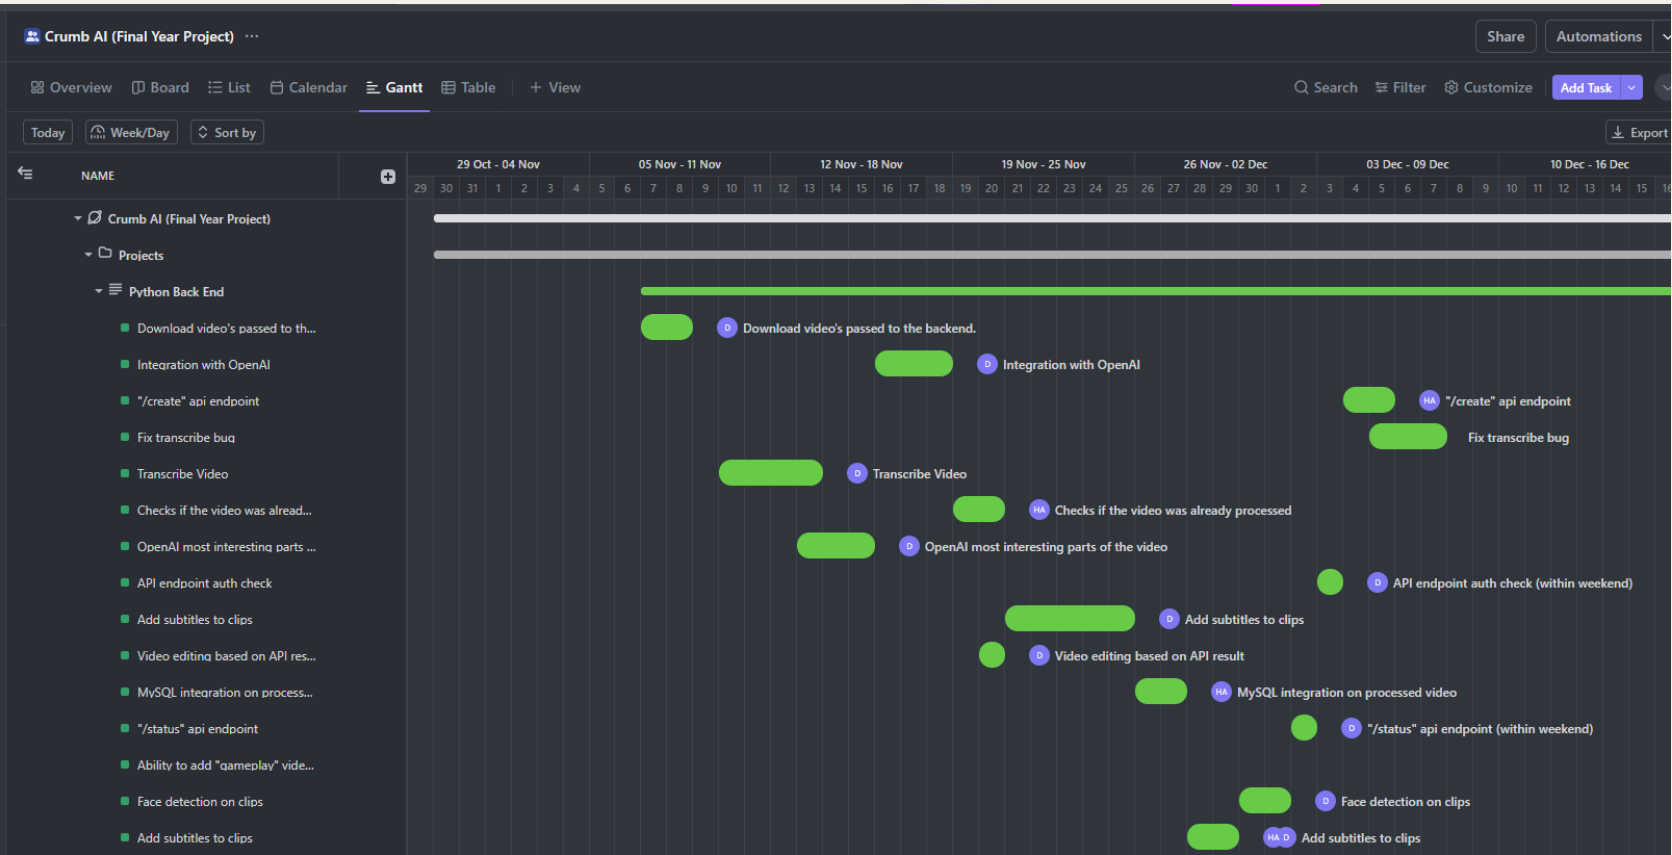 Crumb AI (Final Year Project) ...
Share
Automations
Overview
Board
List
Calendar
Gantt
Table
+ View
Search
Filter
Customize
Add Task
Today
Week/Day
Sort by
Export
NAME
29 Oct - 04 Nov
05 Nov - 11 Nov
12 Nov - 18 Nov
19 Nov - 25 Nov
26 Nov - 02 Dec
03 Dec - 09 Dec
10 Dec - 16 Dec
29 30 31 1 2 3 4 5 6 7 8 9 10 11 12 13 14 15 16 17 18 19 20 21 22 23 24 25 26 27 28 29 30 1 2 3 4 5 6 7 8 9 10 11 12 13 14 15 16
Crumb AI (Final Year Project)
Projects
Python Back End
Download video's passed to th...
D Download video's passed to the backend.
Integration with OpenAI
D Integration with OpenAI
"/create" api endpoint
HA "/create" api endpoint
Fix transcribe bug
Fix transcribe bug
Transcribe Video
D Transcribe Video
Checks if the video was alread...
HA Checks if the video was already processed
OpenAI most interesting parts ...
D OpenAI most interesting parts of the video
API endpoint auth check
D API endpoint auth check (within weekend)
Add subtitles to clips
D Add subtitles to clips
Video editing based on API res...
D Video editing based on API result
MySQL integration on process...
HA MySQL integration on processed video
"/status" api endpoint
D "/status" api endpoint (within weekend)
Ability to add "gameplay" vide...
Face detection on clips
D Face detection on clips
Add subtitles to clips
HA D Add subtitles to clips